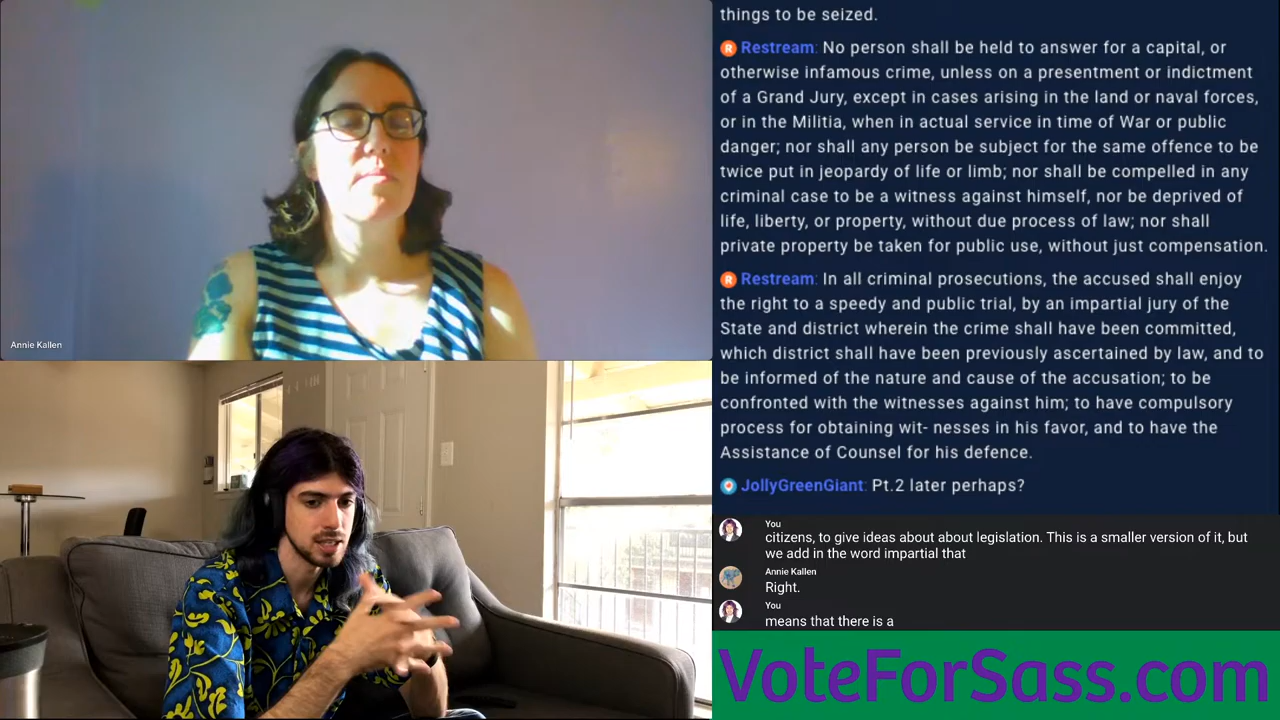 Annie Kallen
things to be seized.
R Restream: No person shall be held to answer for a capital, or
otherwise infamous crime, unless on a presentment or indictment
of a Grand Jury, except in cases arising in the land or naval forces,
or in the Militia, when in actual service in time of War or public
danger; nor shall any person be subject for the same offence to be
twice put in jeopardy of life or limb; nor shall be compelled in any
criminal case to be a witness against himself, nor be deprived of
life, liberty, or property, without due process of law; nor shall
private property be taken for public use, without just compensation.
R Restream: In all criminal prosecutions, the accused shall enjoy
the right to a speedy and public trial, by an impartial jury of the
State and district wherein the crime shall have been committed,
which district shall have been previously ascertained by law, and to
be informed of the nature and cause of the accusation; to be
confronted with the witnesses against him; to have compulsory
process for obtaining wit- nesses in his favor, and to have the
Assistance of Counsel for his defence.
JollyGreenGiant: Pt.2 later perhaps?
You
citizens, to give ideas about about legislation. This is a smaller version of it, but
we add in the word impartial that
Annie Kallen
Right.
You
means that there is a
VoteForSass.com